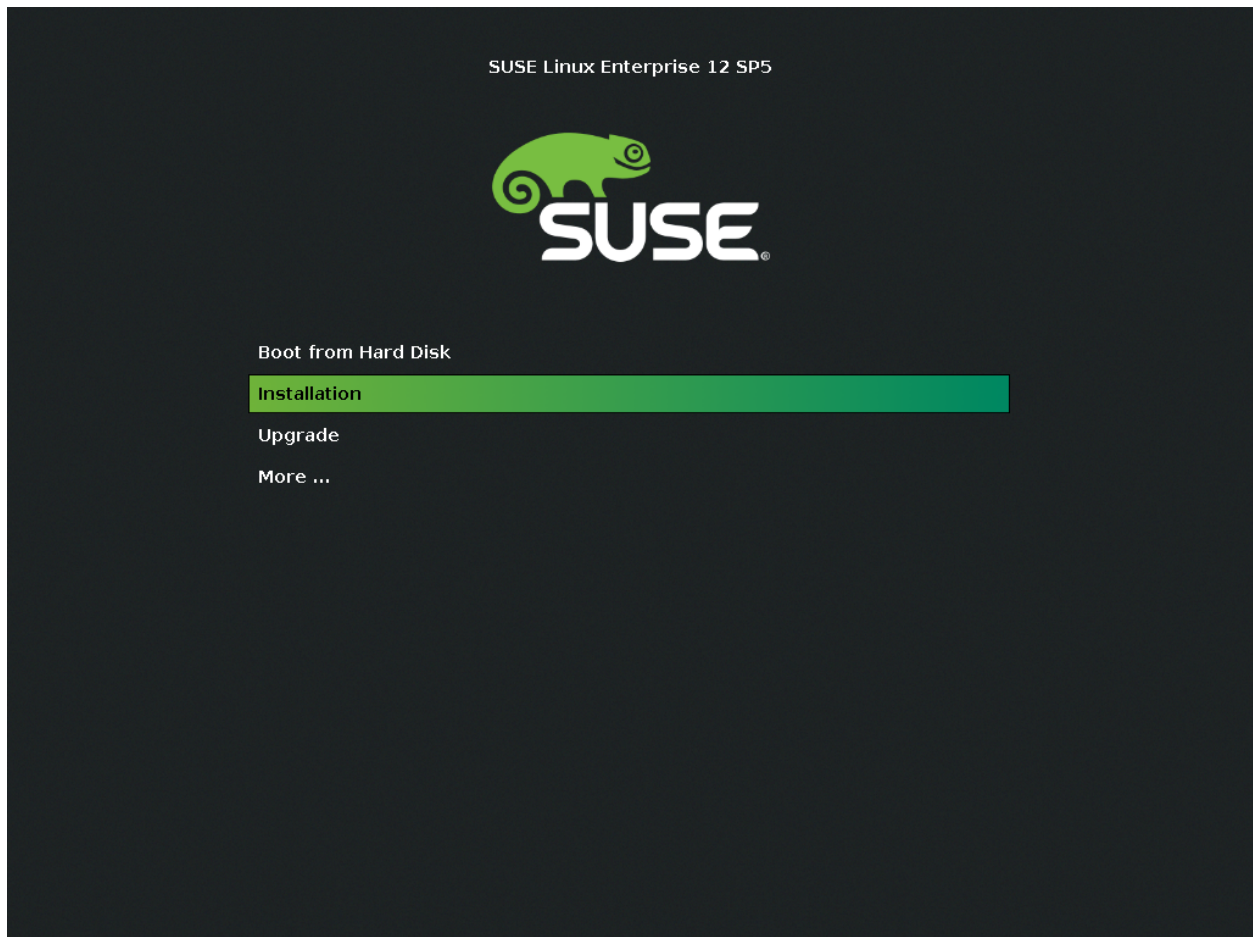 SUSE Linux Enterprise 12 SP5
SUSE®
Boot from Hard Disk
Installation
Upgrade
More ...